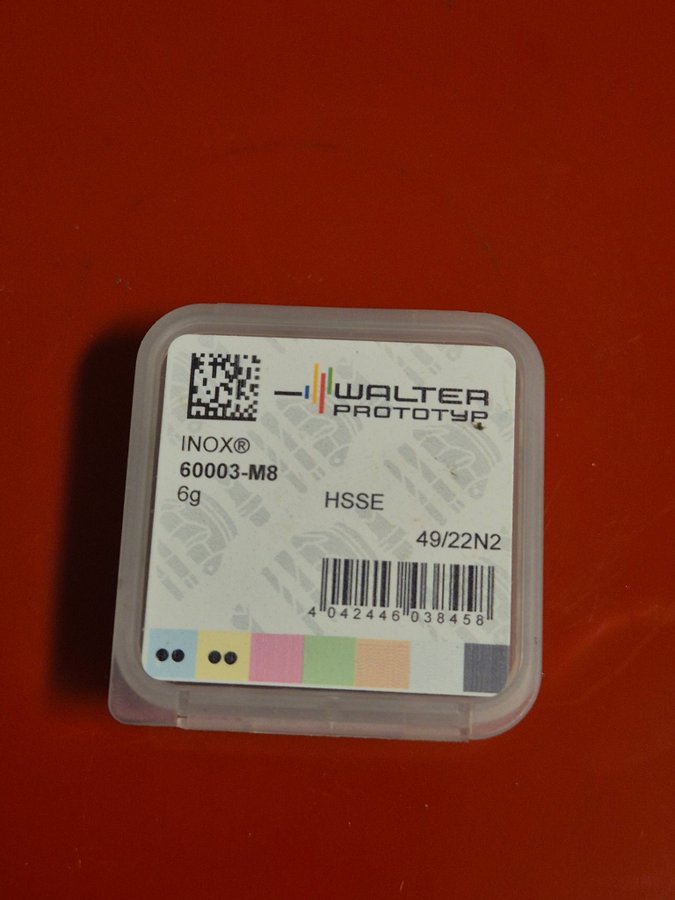 WALTER
PROTOTYP
INOX®
60003-M8
6g
HSSE
49/22N2
4 042446 038458